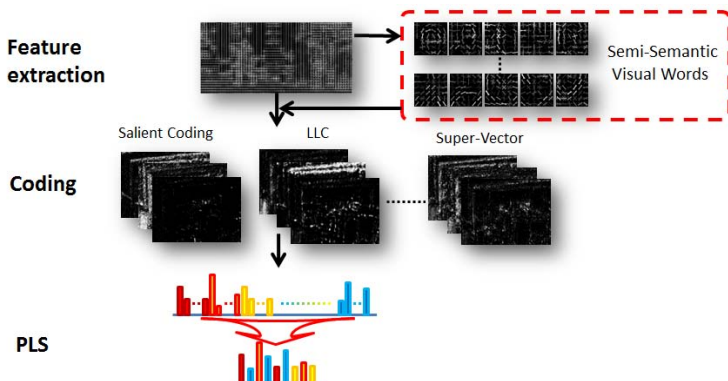 Feature
extraction
Semi-Semantic
Visual Words
Salient Coding
LLC
Super-Vector
Coding
PLS